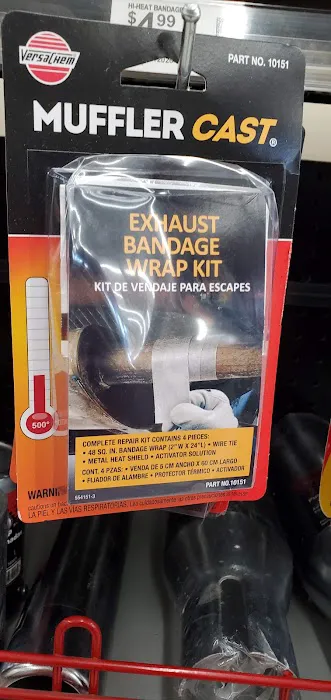 HI-HEAT BANDAGE
$4.99
VersaChem
PART NO. 10151
MUFFLER CAST®
EXHAUST
BANDAGE
WRAP KIT
KIT DE VENDAJE PARA ESCAPES
500°
COMPLETE REPAIR KIT CONTAINS 4 PIECES:
• 48 SQ. IN. BANDAGE WRAP (2" W X 24"L) • WIRE TIE
• METAL HEAT SHIELD • ACTIVATOR SOLUTION
CONT. 4 PZAS: • VENDA DE 5 CM ANCHO X 60 CM LARGO
• FIJADOR DE ALAMBRE • PROTECTOR TÉRMICO • ACTIVADOR
PART NO. 10151
WARNI
LA PIEL Y LAS VIAS RESPIRATORIAS.